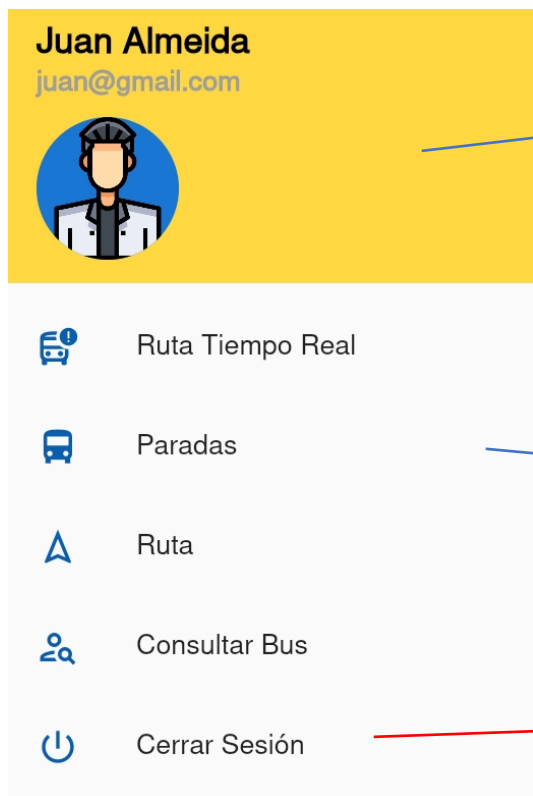 Juan Almeida
juan@gmail.com
Ruta Tiempo Real
Paradas
Ruta
Consultar Bus
Cerrar Sesión